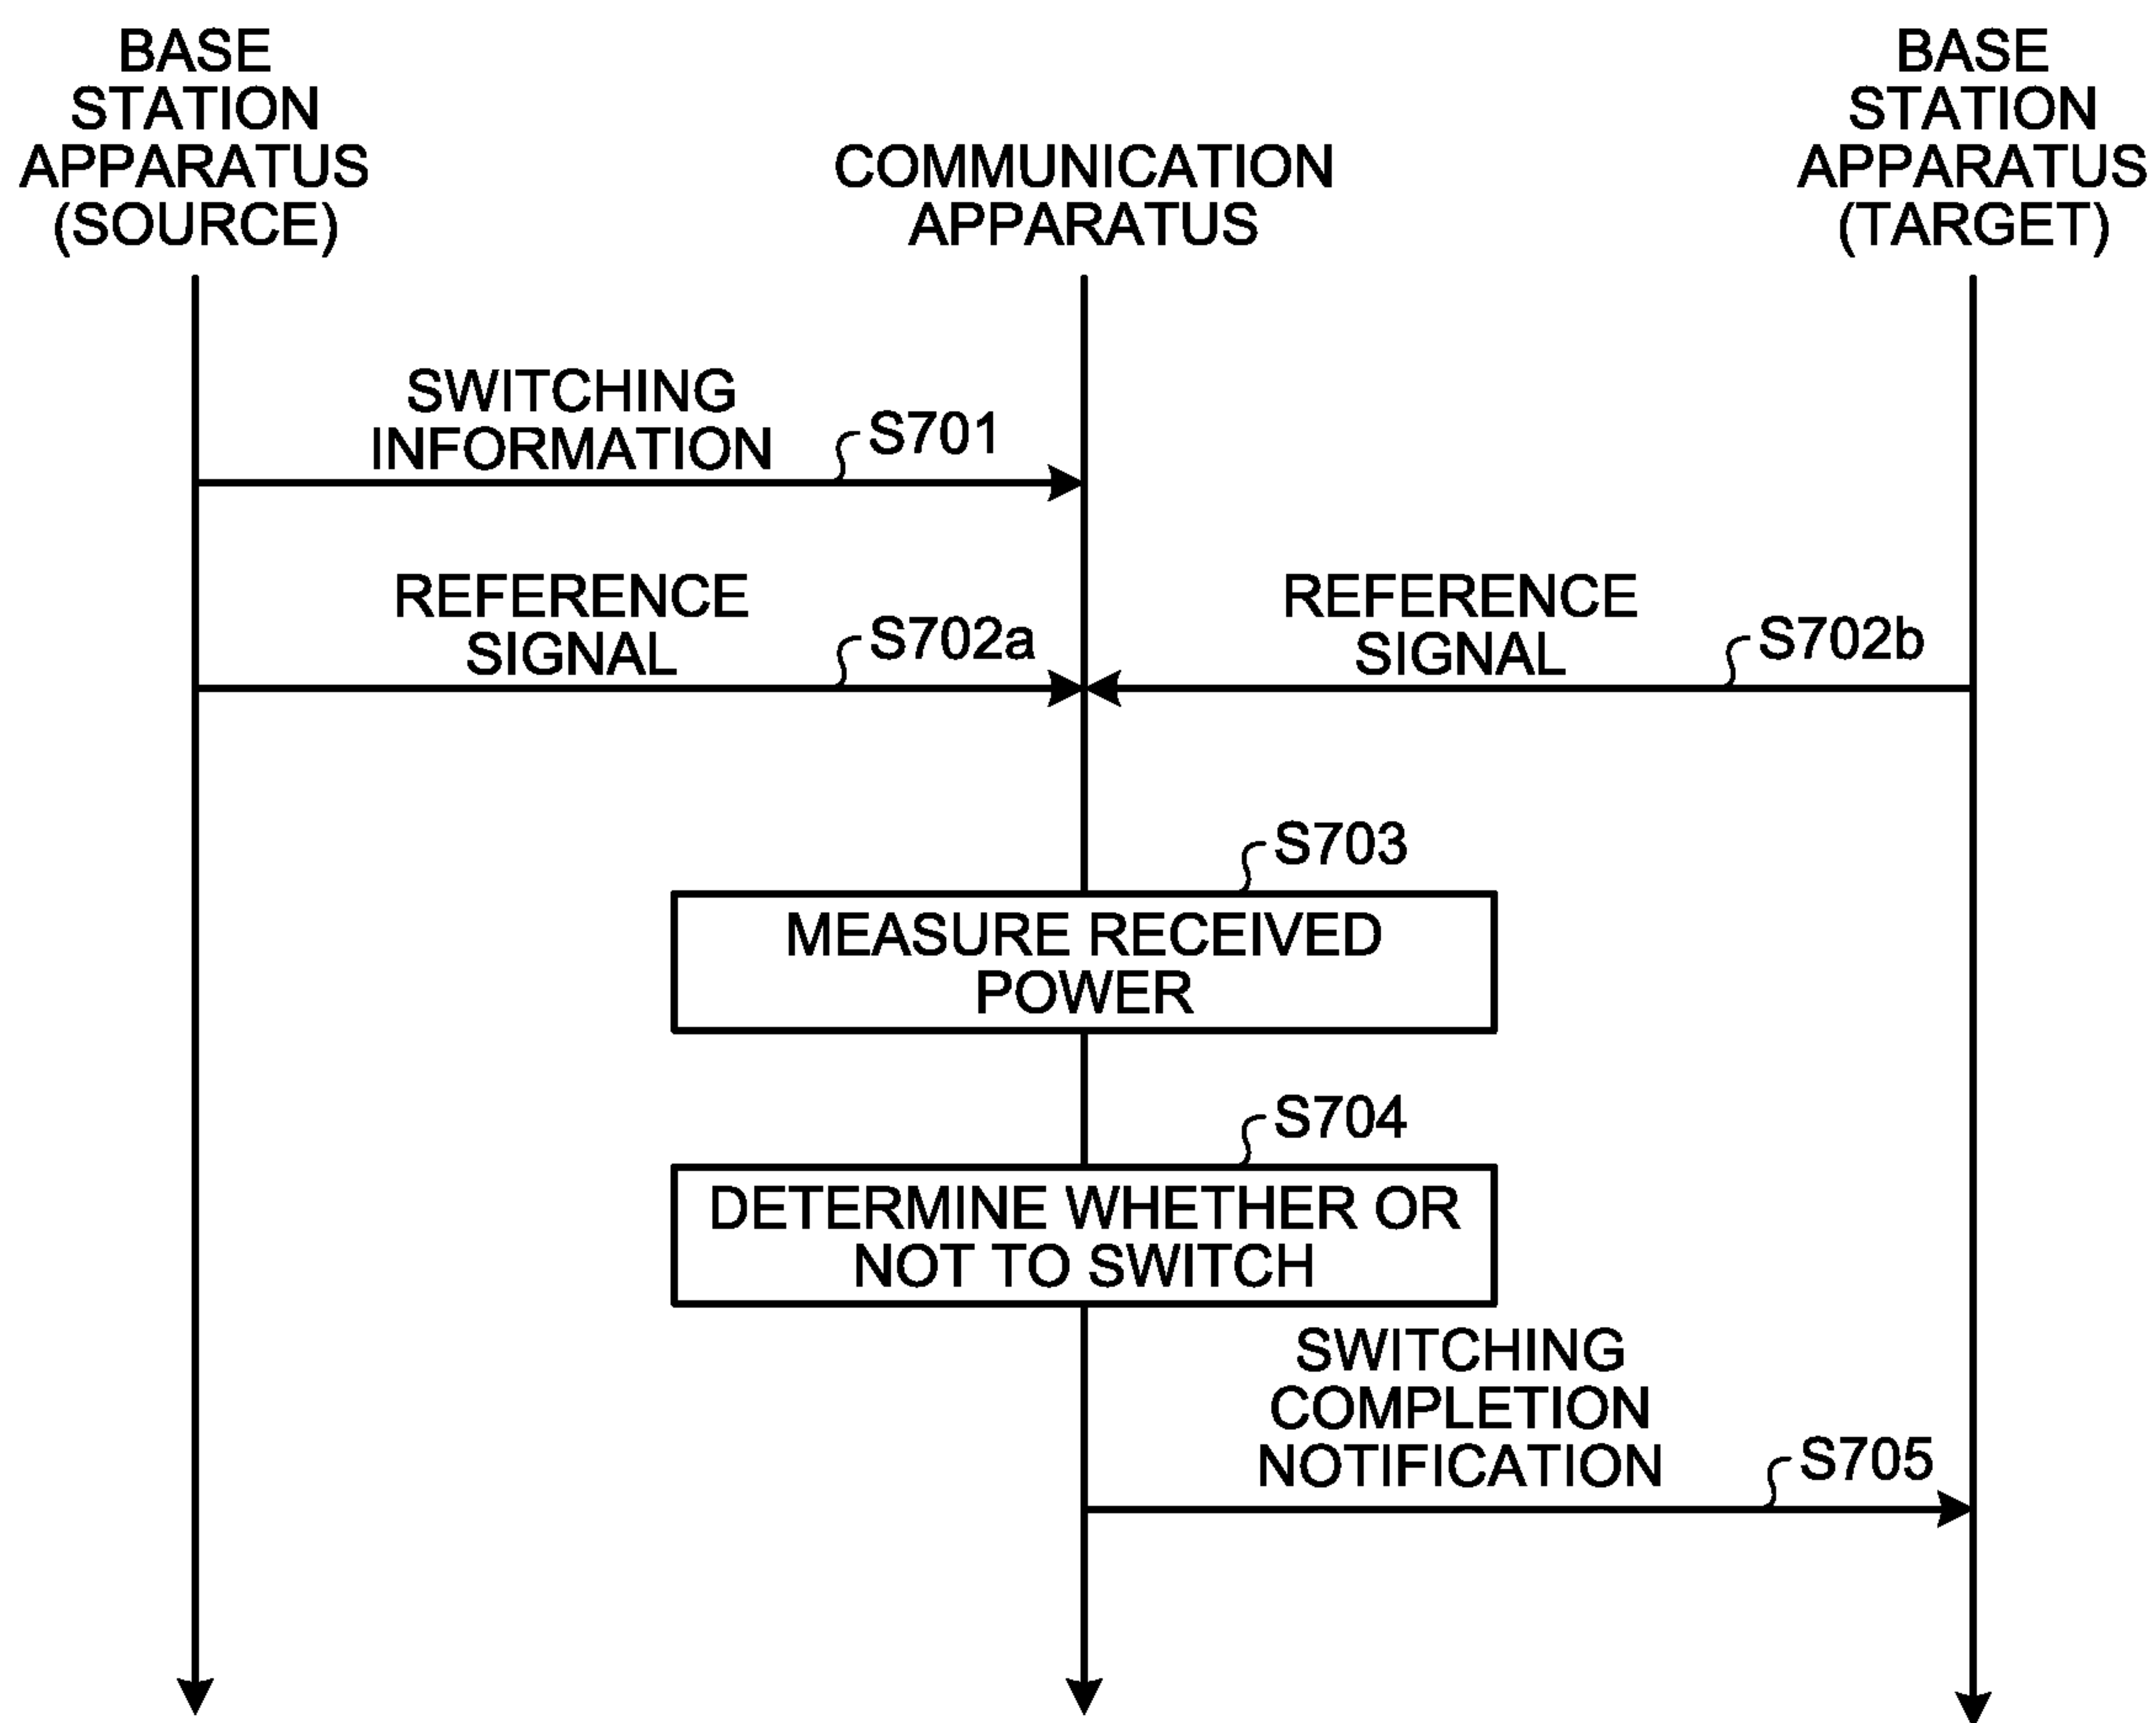 BASE
STATION
APPARATUS
(SOURCE)
COMMUNICATION
APPARATUS
BASE
STATION
APPARATUS
(TARGET)
SWITCHING
INFORMATION
S701
REFERENCE
SIGNAL
S702a
REFERENCE
SIGNAL
S702b
S703
MEASURE RECEIVED
POWER
S704
DETERMINE WHETHER OR
NOT TO SWITCH
SWITCHING
COMPLETION
NOTIFICATION
S705